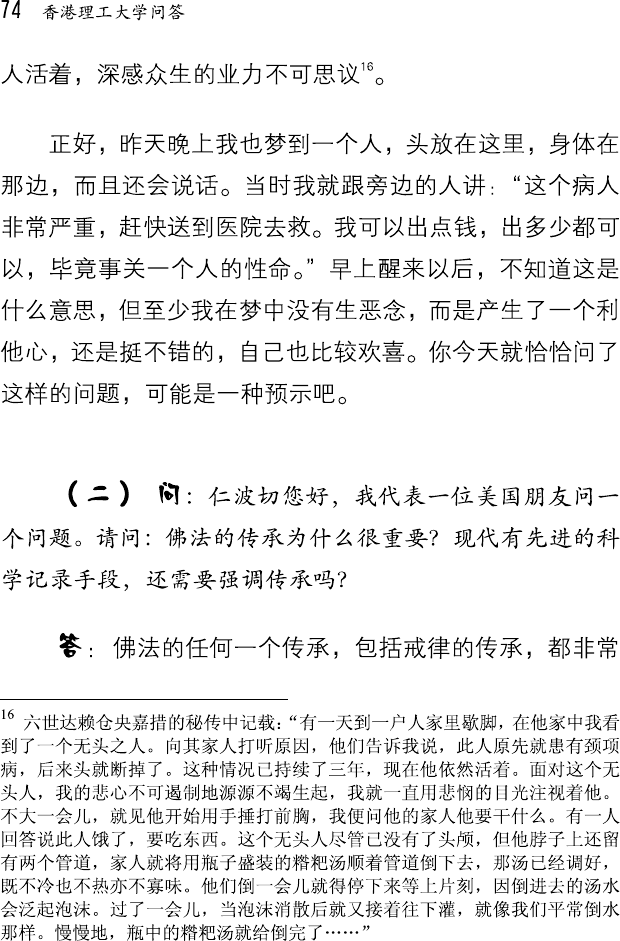 74 香港理工大学问答
人活着，深感众生的业力不可思议16。
正好，昨天晚上我也梦到一个人，头放在这里，身体在
那边，而且还会说话。当时我就跟旁边的人讲：“这个病人
非常严重，赶快送到医院去救。我可以出点钱，出多少都可
以，毕竟事关一个人的性命。”早上醒来以后，不知道这是
什么意思，但至少我在梦中没有生恶念，而是产生了一个利
他心，还是挺不错的，自己也比较欢喜。你今天就恰恰问了
这样的问题，可能是一种预示吧。
（二） 问：仁波切您好，我代表一位美国朋友问一
个问题。请问：佛法的传承为什么很重要？现代有先进的科
学记录手段，还需要强调传承吗？
答：佛法的任何一个传承，包括戒律的传承，都非常
16 六世达赖仓央嘉措的秘传中记载：“有一天到一户人家里歇脚，在他家中我看
到了一个无头之人。向其家人打听原因，他们告诉我说，此人原先就患有颈项
病，后来头就断掉了。这种情况已持续了三年，现在他依然活着。面对这个无
头人，我的悲心不可遏制地源源不竭生起，我就一直用悲悯的目光注视着他。
不大一会儿，就见他开始用手捶打前胸，我便问他的家人他要干什么。有一人
回答说此人饿了，要吃东西。这个无头人尽管已没有了头颅，但他脖子上还留
有两个管道，家人就将用瓶子盛装的糌粑汤顺着管道倒下去，那汤已经调好，
既不冷也不热亦不寡味。他们倒一会儿就得停下来等上片刻，因倒进去的汤水
会泛起泡沫。过了一会儿，当泡沫消散后就又接着往下灌，就像我们平常倒水
那样。慢慢地，瓶中的糌粑汤就给倒完了……”